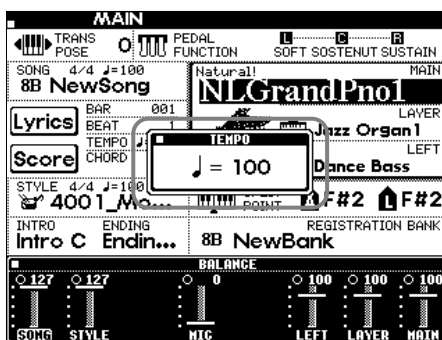 MAIN
TRANS POSE 0 PEDAL FUNCTION L C R
SOFT SOSTENUT SUSTAIN
SONG 4/4 ♩=100
8B NewSong
Natural! MAIN
NLGrandPno1
Lyrics BAR 001
BEAT 1
LAYER
Jazz Organ1
TEMPO
TEMPO
♩ = 100
Score CHORD
LEFT
Dance Bass
STYLE 4/4 ♩=100
4001_Mo...
POINT F#2 L F#2
INTRO ENDING
Intro C Endin...
REGISTRATION BANK
8B NewBank
BALANCE
127 127 0 100 100 100
SONG STYLE MIC LEFT LAYER MAIN